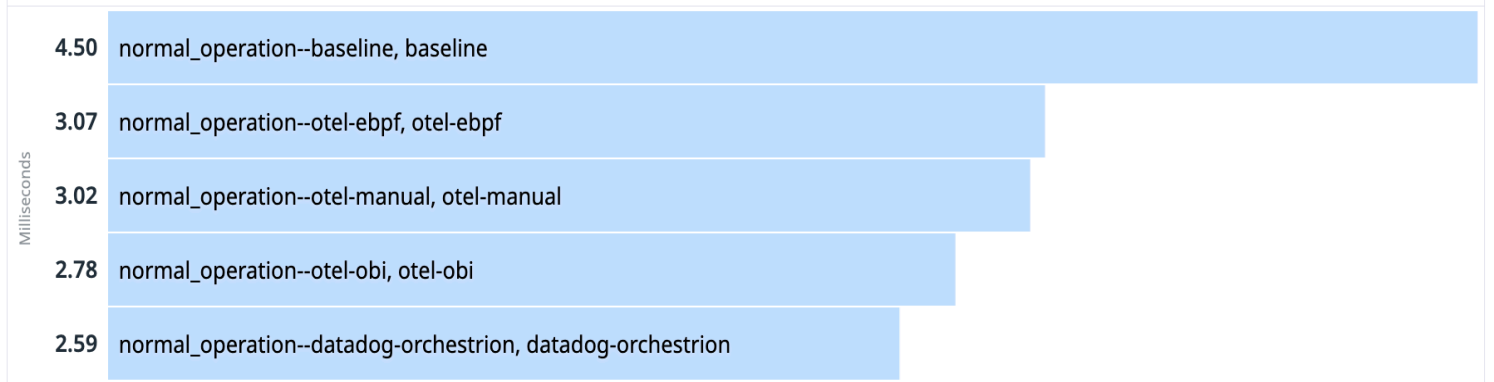 4.50 normal_operation--baseline, baseline
3.07 normal_operation--otel-ebpf, otel-ebpf
Milliseconds
3.02 normal_operation--otel-manual, otel-manual
2.78 normal_operation--otel-obi, otel-obi
2.59 normal_operation--datadog-orchestrion, datadog-orchestrion